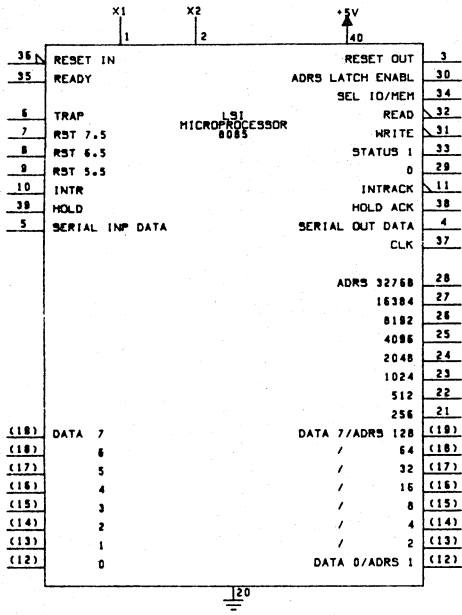 X1 X2 +5V
1 2 40
36 RESET IN RESET OUT 3
35 READY ADRS LATCH ENABL 30
SEL IO/MEM 34
6 TRAP LSI READ 32
7 RST 7.5 MICROPROCESSOR WRITE 31
8 RST 6.5 8085 STATUS 1 33
9 RST 5.5 0 29
10 INTR INTRACK 11
39 HOLD HOLD ACK 38
5 SERIAL INP DATA SERIAL OUT DATA 4
CLK 37
ADRS 32768 28
16384 27
8192 26
4096 25
2048 24
1024 23
512 22
256 21
(19) DATA 7 DATA 7/ADRS 128 (19)
(18) 6 / 64 (18)
(17) 5 / 32 (17)
(16) 4 / 16 (16)
(15) 3 / 8 (15)
(14) 2 / 4 (14)
(13) 1 / 2 (13)
(12) 0 DATA 0/ADRS 1 (12)
20